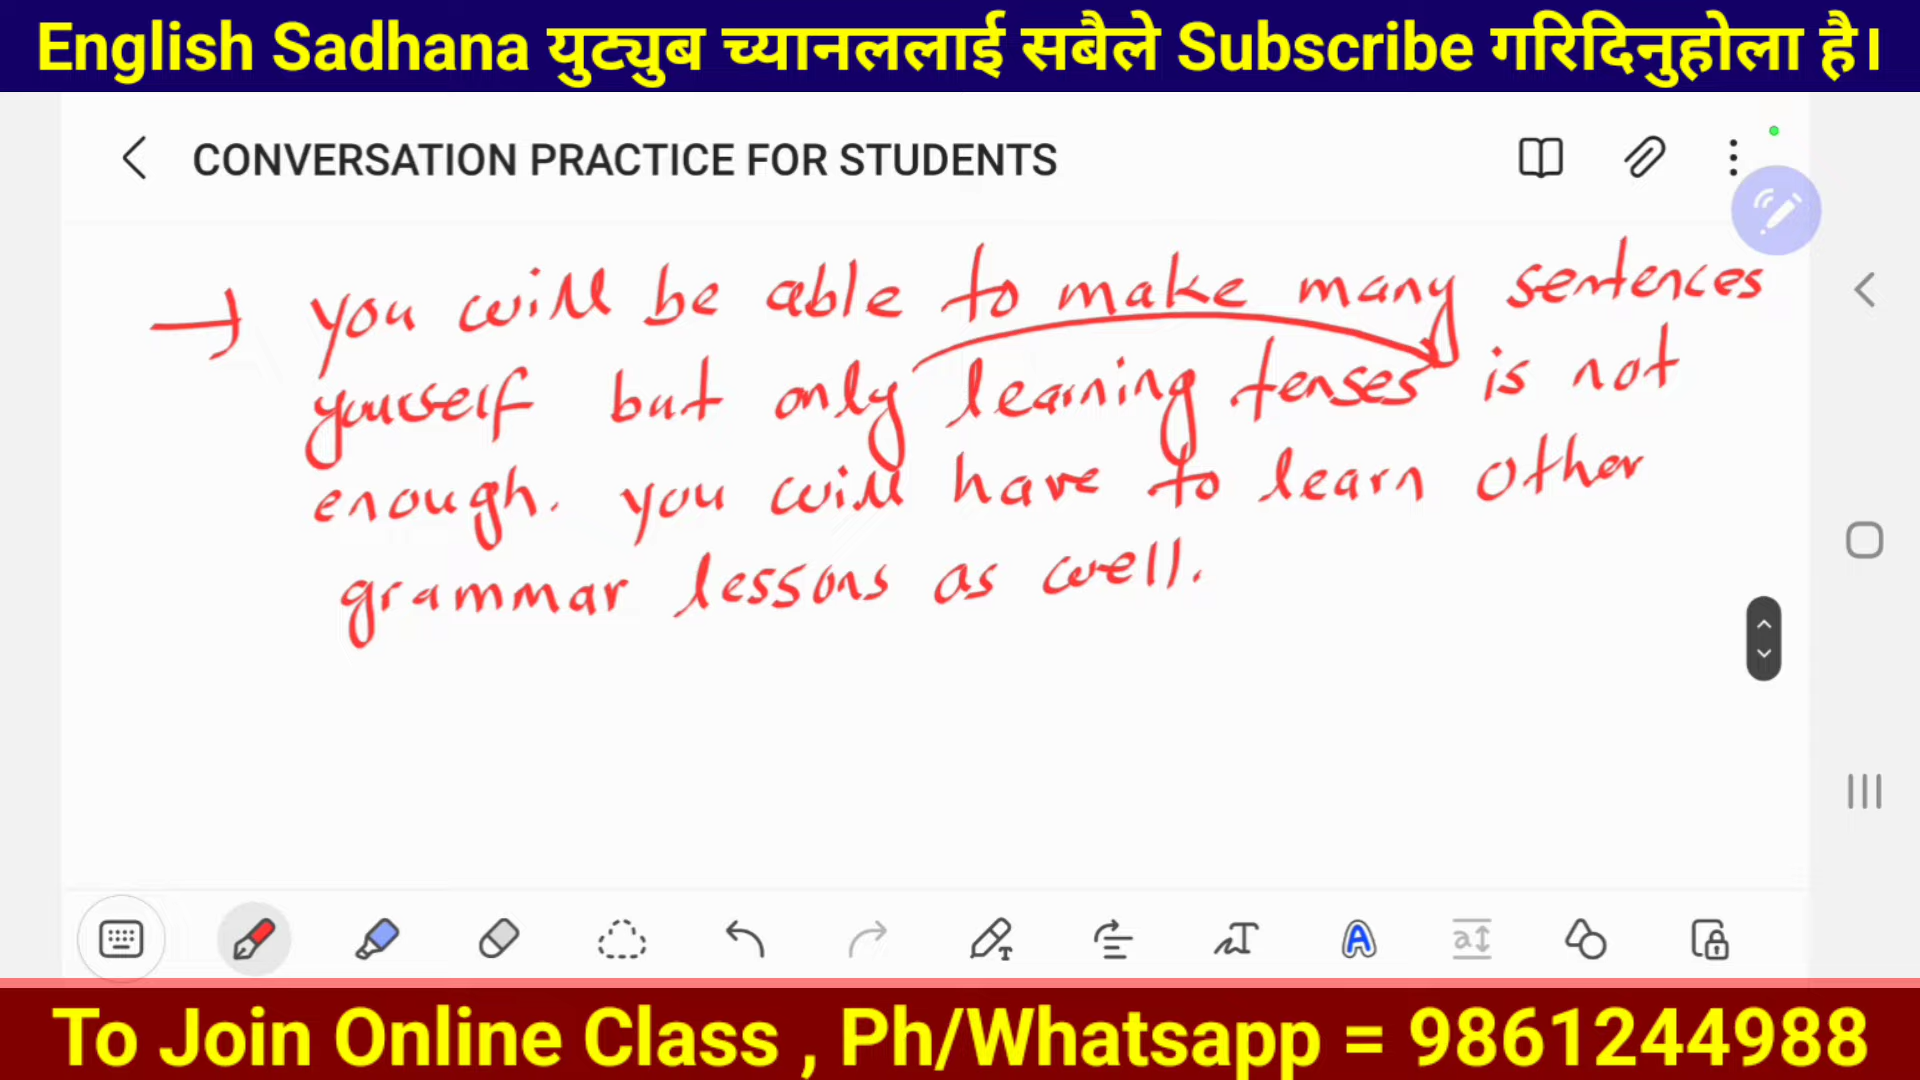 English Sadhana युट्युब च्यानललाई सबैले Subscribe गरिदिनुहोला है।
CONVERSATION PRACTICE FOR STUDENTS
→ you will be able to make many sentences
yourself but only learning tenses is not
enough. you will have to learn other
grammar lessons as well.
To Join Online Class , Ph/Whatsapp = 9861244988